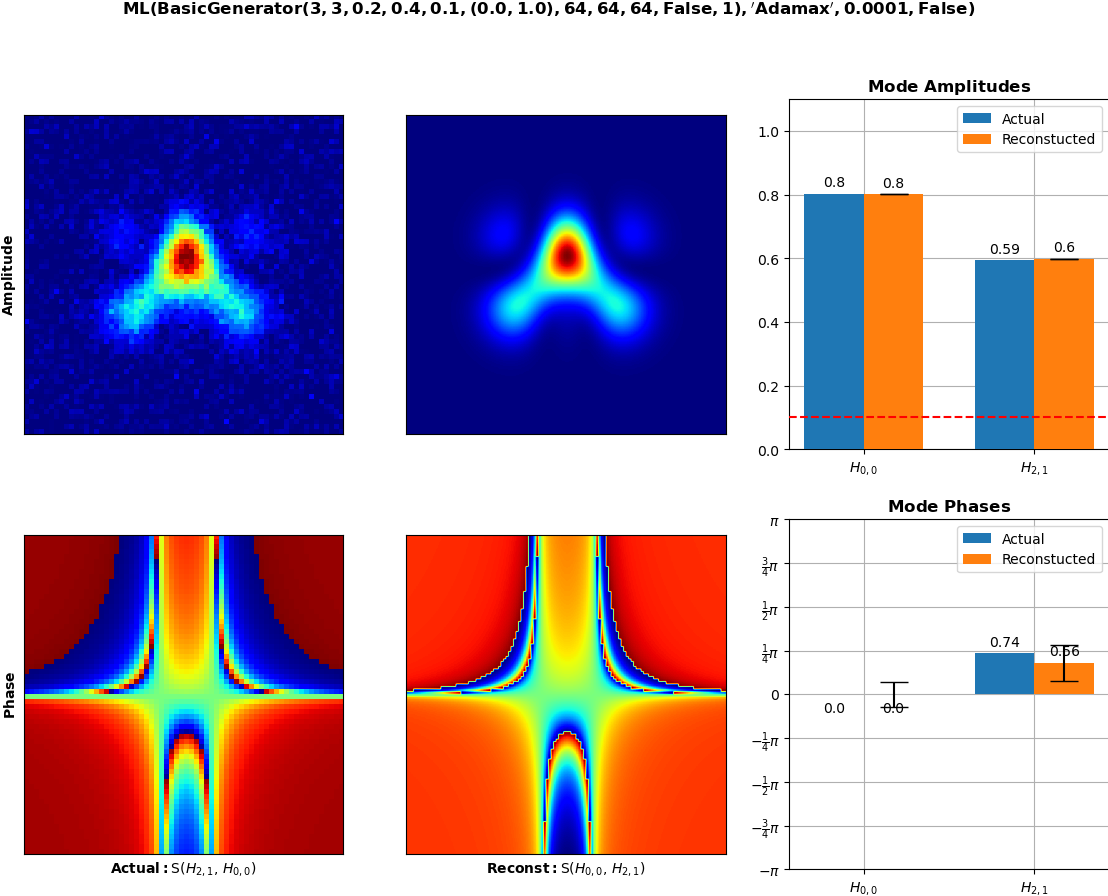 ML(BasicGenerator(3, 3, 0.2, 0.4, 0.1, (0.0, 1.0), 64, 64, 64, False, 1), ′Adamax′, 0.0001, False)
Mode Amplitudes
Amplitude
Actual
Reconstucted
1.0
0.8
0.6
0.4
0.2
0.0
0.8
0.8
0.59
0.6
H0,0
H2,1
Mode Phases
Phase
Actual
Reconstucted
π
3/4π
1/2π
1/4π
0
−1/4π
−1/2π
−3/4π
−π
0.0
0.0
0.74
0.56
H0,0
H2,1
Actual: S(H2,1, H0,0)
Reconst: S(H0,0, H2,1)